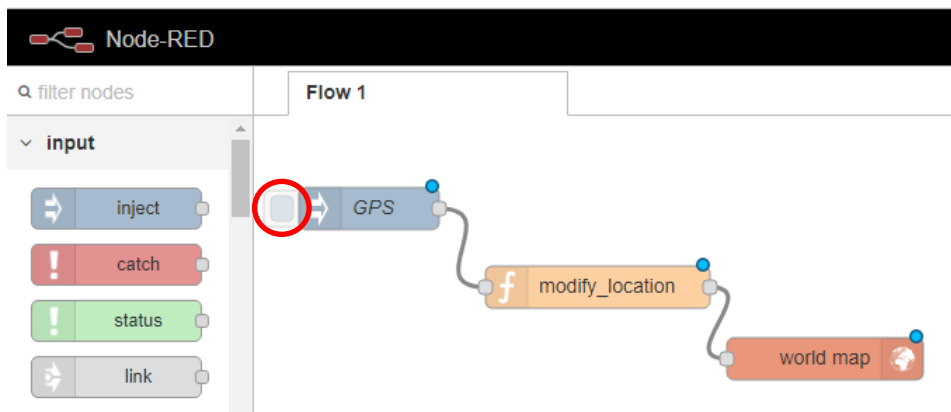 Node-RED
filter nodes
Flow 1
input
inject
GPS
catch
modify_location
status
world map
link